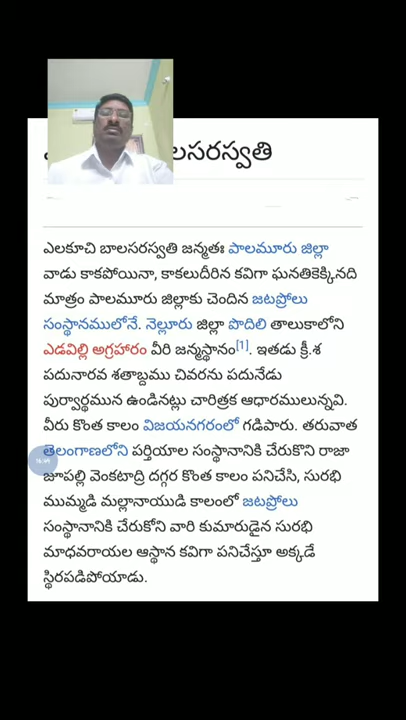 లసరస్వతి
ఎలకూచి బాలసరస్వతి జన్మతః పాలమూరు జిల్లా
వాడు కాకపోయినా, కాకలుదీరిన కవిగా ఘనతికెక్కినది
మాత్రం పాలమూరు జిల్లాకు చెందిన జటప్రోలు
సంస్థానములోనే. నెల్లూరు జిల్లా పొదిలి తాలుకాలోని
ఎడవిల్లి అగ్రహారం వీరి జన్మస్థానం[1]. ఇతడు క్రీ.శ
పదునారవ శతాబ్దము చివరను పదునేడు
పుర్వార్థమున ఉండినట్లు చారిత్రక ఆధారములున్నవి.
వీరు కొంత కాలం విజయనగరంలో గడిపారు. తరువాత
తెలంగాణలోని పర్తియాల సంస్థానానికి చేరుకొని రాజా
జూపల్లి వెంకటాద్రి దగ్గర కొంత కాలం పనిచేసి, సురభి
ముమ్మడి మల్లానాయుడి కాలంలో జటప్రోలు
సంస్థానానికి చేరుకోని వారి కుమారుడైన సురభి
మాధవరాయల ఆస్థాన కవిగా పనిచేస్తూ అక్కడే
స్థిరపడిపోయాడు.